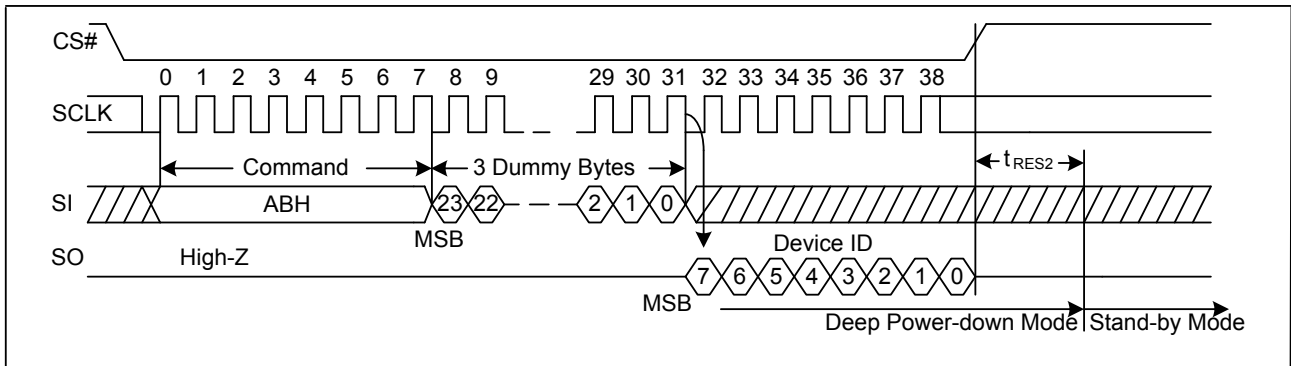 CS#
0 1 2 3 4 5 6 7 8 9 29 30 31 32 33 34 35 36 37 38
SCLK
Command 3 Dummy Bytes tRES2
SI ABH 23 22 2 1 0
MSB Device ID
SO High-Z
7 6 5 4 3 2 1 0
MSB
Deep Power-down Mode Stand-by Mode